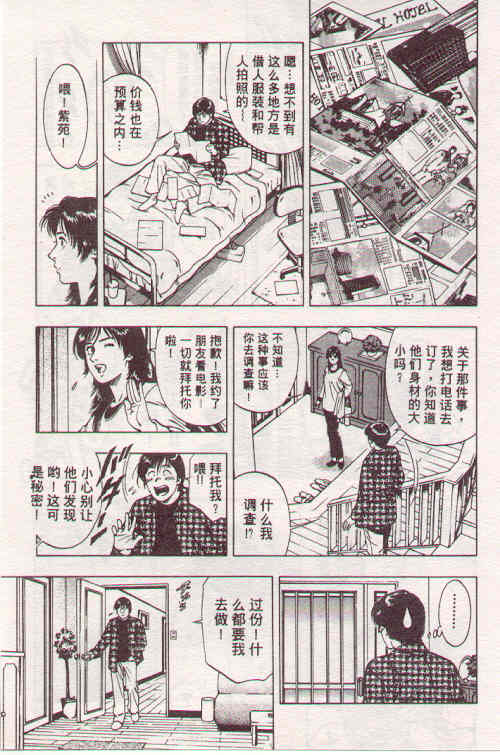 V HOTEL
嗯…想不到有
这么多地方是
借人服装和帮
人拍照的…
价钱也在
预算之内…
喂！紫苑！
关于那件事，
我想打电话去
订了，你知道
他们身材的大
小吗？
不知道…
这种事应该
你去调查嘛！
什么我
调查!?
抱歉！我约了
朋友看电影—
一切就拜托你
啦！
拜托我？
喂!!
小心别让
他们发现
哟！这可
是秘密！
………
过份！什
么都要我
去做！